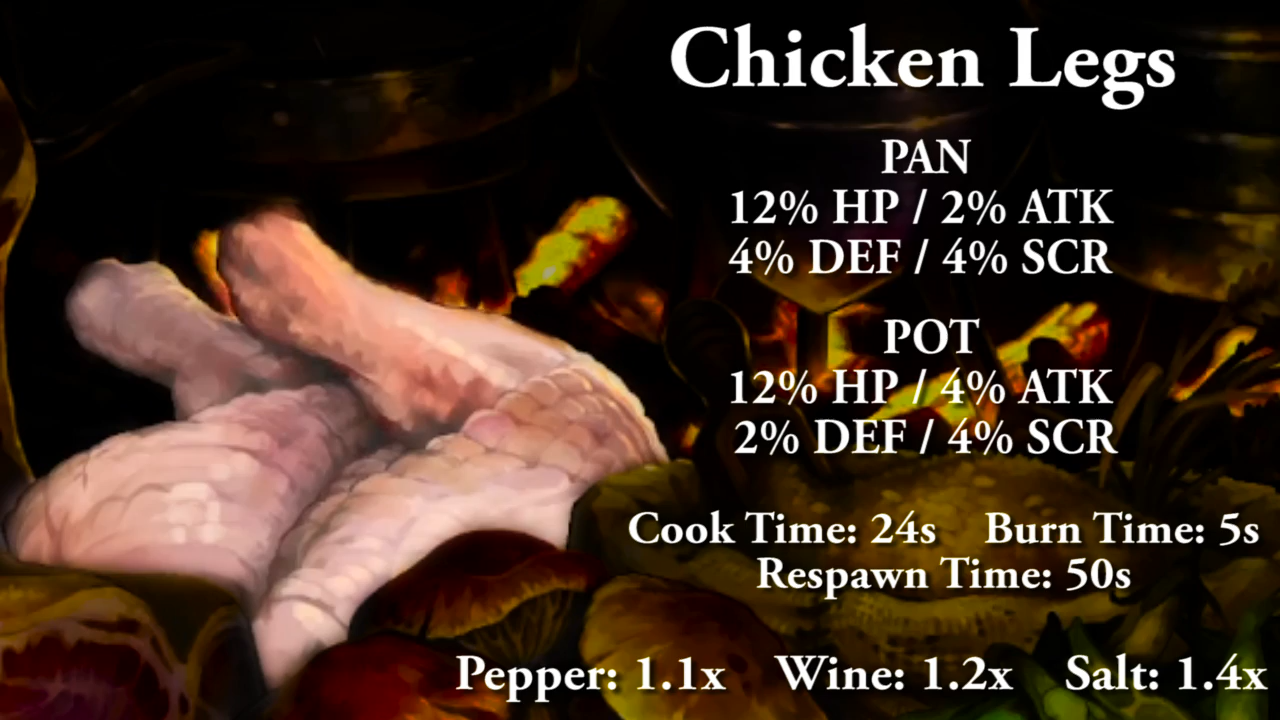 Chicken Legs
PAN
12% HP / 2% ATK
4% DEF / 4% SCR
POT
12% HP / 4% ATK
2% DEF / 4% SCR
Cook Time: 24s Burn Time: 5s
Respawn Time: 50s
Pepper: 1.1x Wine: 1.2x Salt: 1.4x